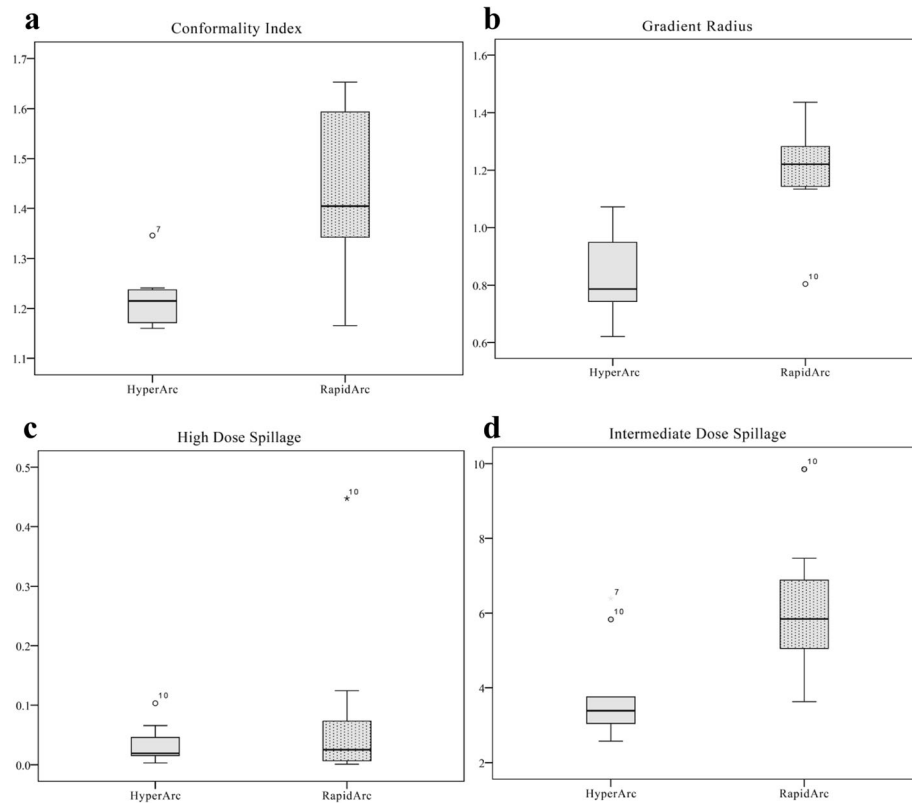 a
Conformality Index
1.7
1.6
1.5
1.4
1.3
1.2
1.1
7
HyperArc RapidArc
b
Gradient Radius
1.6
1.4
1.2
1.0
0.8
0.6
10
HyperArc RapidArc
c
High Dose Spillage
0.5
0.4
0.3
0.2
0.1
0.0
10
10
HyperArc RapidArc
d
Intermediate Dose Spillage
10
8
6
4
2
7
10
10
HyperArc RapidArc